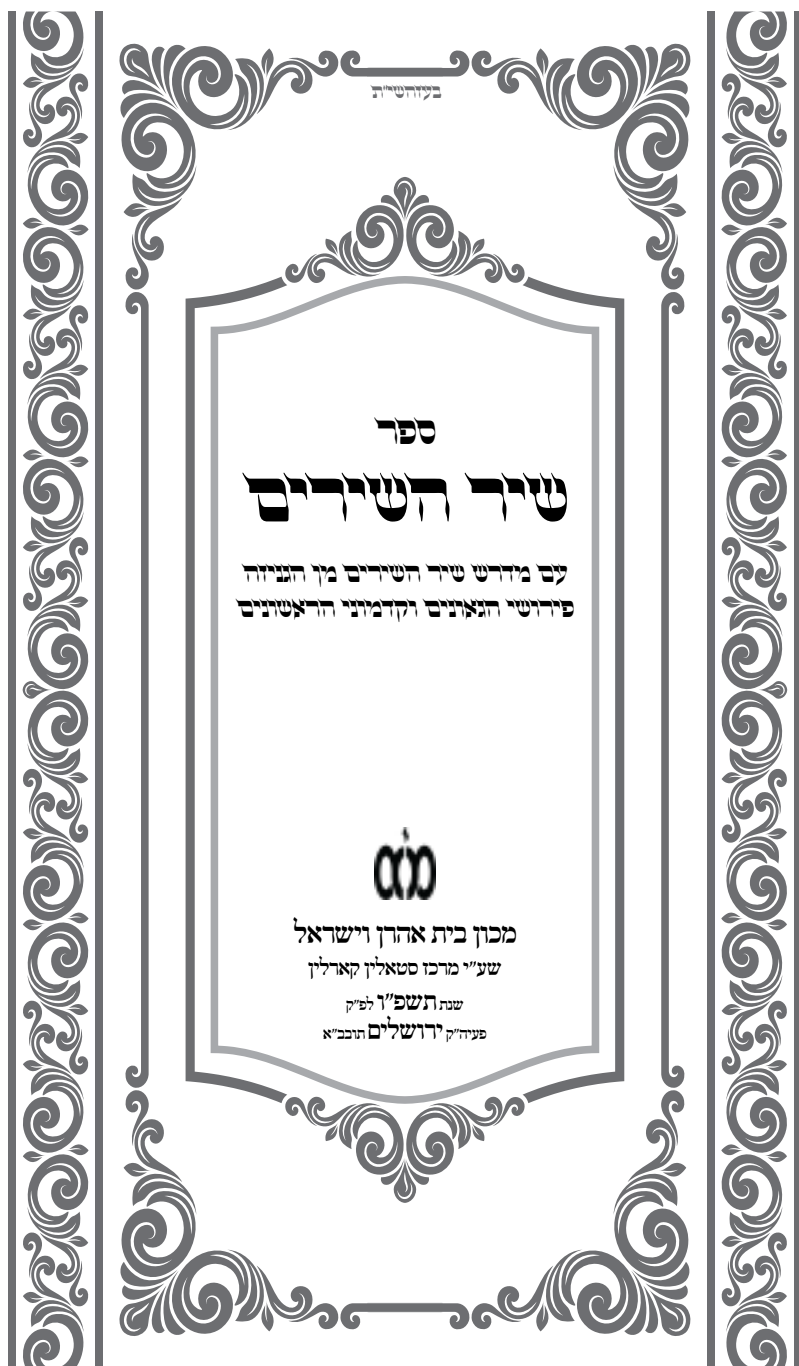 בעזהשי״ת
ספר
שיר השירים
עם מדרש שיר השירים מן הגניזה
פירושי הגאונים וקדמוני הראשונים
מכון בית אהרן וישראל
שע״י מרכז סטאלין קארלין
שנת תשפ״ו לפ״ק
פעיה״ק ירושלים תובב״א